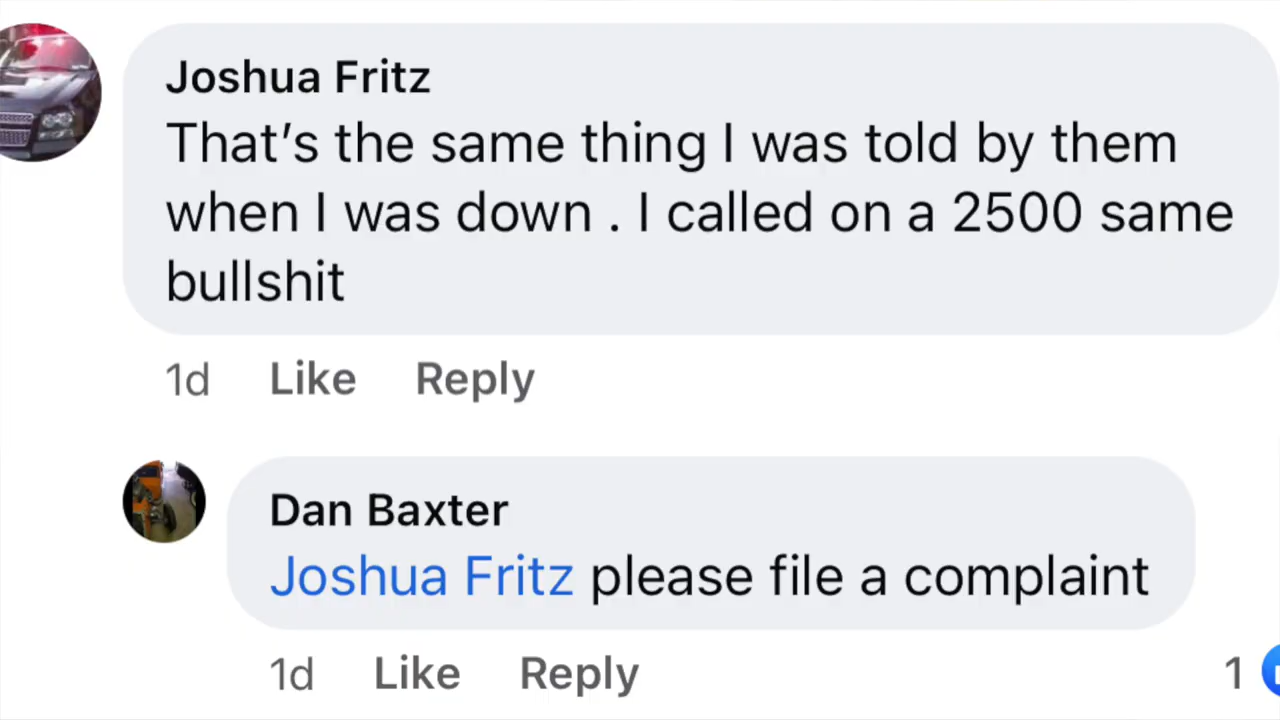 Joshua Fritz
That’s the same thing I was told by them
when I was down . I called on a 2500 same
bullshit
1d Like Reply
Dan Baxter
Joshua Fritz please file a complaint
1d Like Reply 1